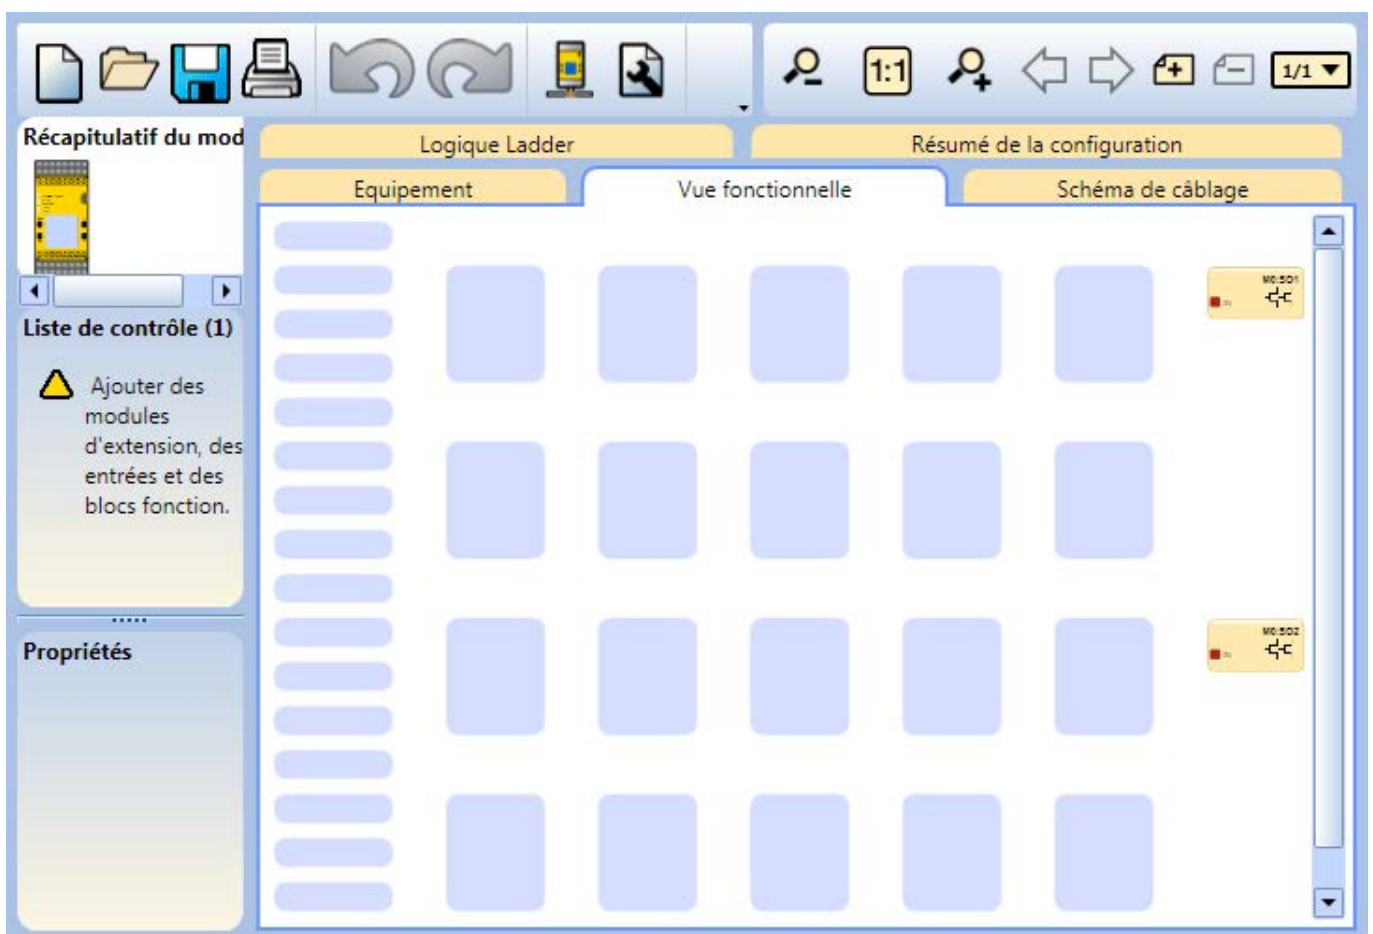 1:1
1/1
Récapitulatif du mod
Logique Ladder
Résumé de la configuration
Equipement
Vue fonctionnelle
Schéma de câblage
M0:SO1
IN
Liste de contrôle (1)
Ajouter des
modules
d'extension, des
entrées et des
blocs fonction.
M0:SO2
IN
Propriétés